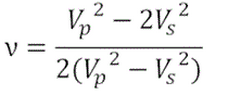 ν = (Vₚ² − 2Vₛ²) / (2(Vₚ² − Vₛ²))